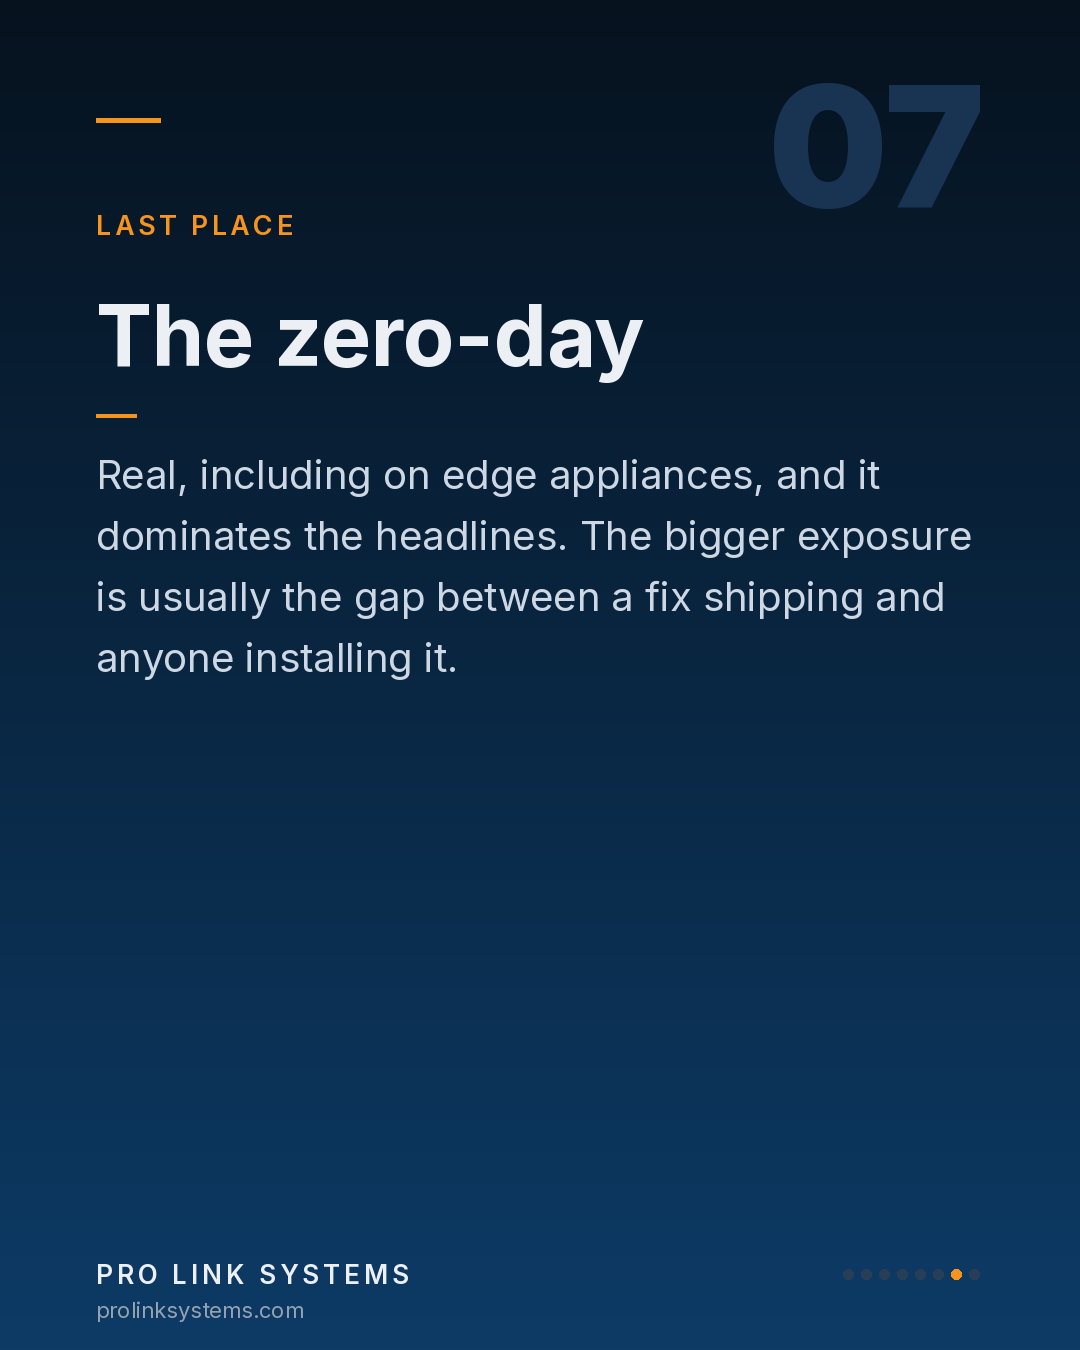 07
LAST PLACE
The zero-day
Real, including on edge appliances, and it
dominates the headlines. The bigger exposure
is usually the gap between a fix shipping and
anyone installing it.
PRO LINK SYSTEMS
prolinksystems.com